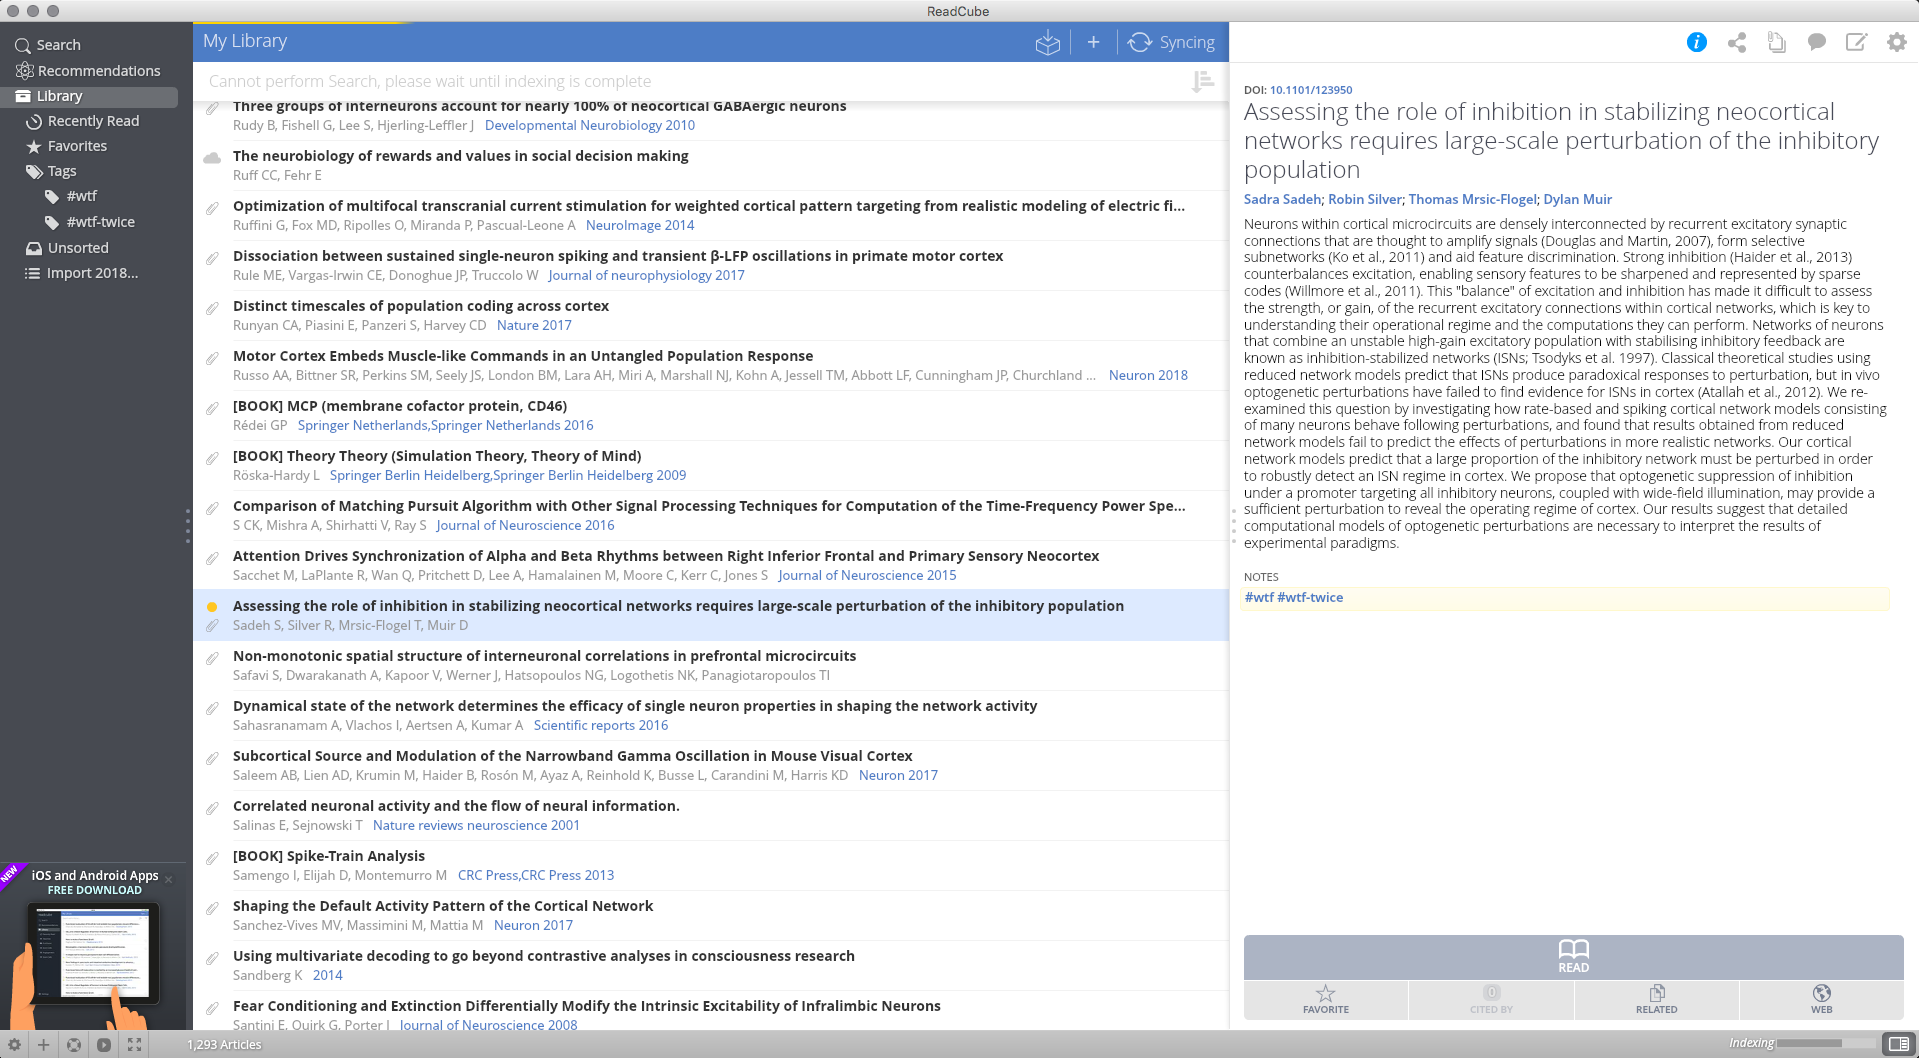 ReadCube
Search
Recommendations
Library
Recently Read
Favorites
Tags
#wtf
#wtf-twice
Unsorted
Import 2018...
NEW
iOS and Android Apps
FREE DOWNLOAD
My Library
Syncing
Cannot perform Search, please wait until indexing is complete
Three groups of interneurons account for nearly 100% of neocortical GABAergic neurons
Rudy B, Fishell G, Lee S, Hjerling-Leffler J Developmental Neurobiology 2010
The neurobiology of rewards and values in social decision making
Ruff CC, Fehr E
Optimization of multifocal transcranial current stimulation for weighted cortical pattern targeting from realistic modeling of electric fi...
Ruffini G, Fox MD, Ripolles O, Miranda P, Pascual-Leone A NeuroImage 2014
Dissociation between sustained single-neuron spiking and transient β-LFP oscillations in primate motor cortex
Rule ME, Vargas-Irwin CE, Donoghue JP, Truccolo W Journal of neurophysiology 2017
Distinct timescales of population coding across cortex
Runyan CA, Piasini E, Panzeri S, Harvey CD Nature 2017
Motor Cortex Embeds Muscle-like Commands in an Untangled Population Response
Russo AA, Bittner SR, Perkins SM, Seely JS, London BM, Lara AH, Miri A, Marshall NJ, Kohn A, Jessell TM, Abbott LF, Cunningham JP, Churchland ... Neuron 2018
[BOOK] MCP (membrane cofactor protein, CD46)
Rédei GP Springer Netherlands,Springer Netherlands 2016
[BOOK] Theory Theory (Simulation Theory, Theory of Mind)
Röska-Hardy L Springer Berlin Heidelberg,Springer Berlin Heidelberg 2009
Comparison of Matching Pursuit Algorithm with Other Signal Processing Techniques for Computation of the Time-Frequency Power Spe...
S CK, Mishra A, Shirhatti V, Ray S Journal of Neuroscience 2016
Attention Drives Synchronization of Alpha and Beta Rhythms between Right Inferior Frontal and Primary Sensory Neocortex
Sacchet M, LaPlante R, Wan Q, Pritchett D, Lee A, Hamalainen M, Moore C, Kerr C, Jones S Journal of Neuroscience 2015
Assessing the role of inhibition in stabilizing neocortical networks requires large-scale perturbation of the inhibitory population
Sadeh S, Silver R, Mrsic-Flogel T, Muir D
Non-monotonic spatial structure of interneuronal correlations in prefrontal microcircuits
Safavi S, Dwarakanath A, Kapoor V, Werner J, Hatsopoulos NG, Logothetis NK, Panagiotaropoulos TI
Dynamical state of the network determines the efficacy of single neuron properties in shaping the network activity
Sahasranamam A, Vlachos I, Aertsen A, Kumar A Scientific reports 2016
Subcortical Source and Modulation of the Narrowband Gamma Oscillation in Mouse Visual Cortex
Saleem AB, Lien AD, Krumin M, Haider B, Rosón M, Ayaz A, Reinhold K, Busse L, Carandini M, Harris KD Neuron 2017
Correlated neuronal activity and the flow of neural information.
Salinas E, Sejnowski T Nature reviews neuroscience 2001
[BOOK] Spike-Train Analysis
Samengo I, Elijah D, Montemurro M CRC Press,CRC Press 2013
Shaping the Default Activity Pattern of the Cortical Network
Sanchez-Vives MV, Massimini M, Mattia M Neuron 2017
Using multivariate decoding to go beyond contrastive analyses in consciousness research
Sandberg K 2014
Fear Conditioning and Extinction Differentially Modify the Intrinsic Excitability of Infralimbic Neurons
Santini E, Quirk G, Porter J Journal of Neuroscience 2008
DOI: 10.1101/123950
Assessing the role of inhibition in stabilizing neocortical
networks requires large-scale perturbation of the inhibitory
population
Sadra Sadeh; Robin Silver; Thomas Mrsic-Flogel; Dylan Muir
Neurons within cortical microcircuits are densely interconnected by recurrent excitatory synaptic
connections that are thought to amplify signals (Douglas and Martin, 2007), form selective
subnetworks (Ko et al., 2011) and aid feature discrimination. Strong inhibition (Haider et al., 2013)
counterbalances excitation, enabling sensory features to be sharpened and represented by sparse
codes (Willmore et al., 2011). This "balance" of excitation and inhibition has made it difficult to assess
the strength, or gain, of the recurrent excitatory connections within cortical networks, which is key to
understanding their operational regime and the computations they can perform. Networks of neurons
that combine an unstable high-gain excitatory population with stabilising inhibitory feedback are
known as inhibition-stabilized networks (ISNs; Tsodyks et al. 1997). Classical theoretical studies using
reduced network models predict that ISNs produce paradoxical responses to perturbation, but in vivo
optogenetic perturbations have failed to find evidence for ISNs in cortex (Atallah et al., 2012). We re-
examined this question by investigating how rate-based and spiking cortical network models consisting
of many neurons behave following perturbations, and found that results obtained from reduced
network models fail to predict the effects of perturbations in more realistic networks. Our cortical
network models predict that a large proportion of the inhibitory network must be perturbed in order
to robustly detect an ISN regime in cortex. We propose that optogenetic suppression of inhibition
under a promoter targeting all inhibitory neurons, coupled with wide-field illumination, may provide a
sufficient perturbation to reveal the operating regime of cortex. Our results suggest that detailed
computational models of optogenetic perturbations are necessary to interpret the results of
experimental paradigms.
NOTES
#wtf #wtf-twice
READ
FAVORITE
0
CITED BY
RELATED
WEB
1,293 Articles
Indexing